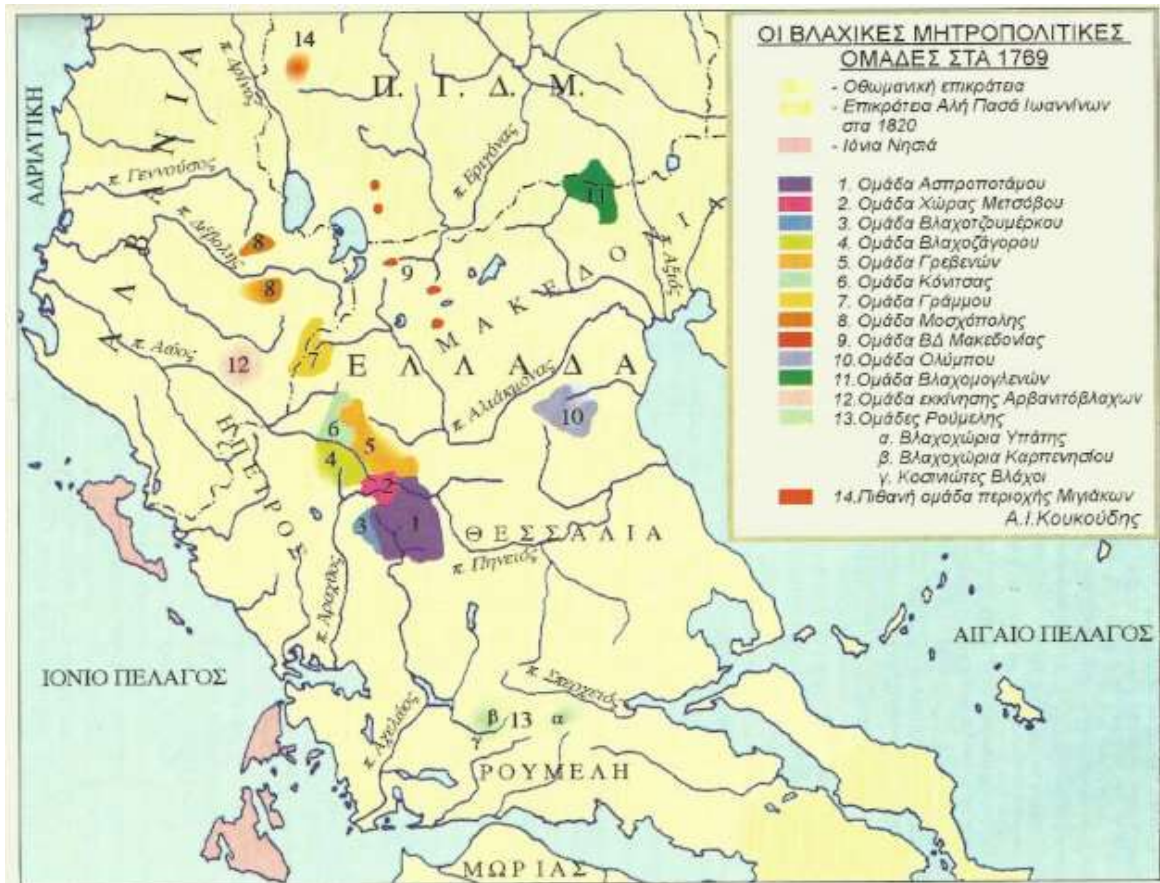 ΟΙ ΒΛΑΧΙΚΕΣ ΜΗΤΡΟΠΟΛΙΤΙΚΕΣ
ΟΜΑΔΕΣ ΣΤΑ 1769
- Οθωμανική επικράτεια
- Επικράτεια Αλή Πασά Ιωαννίνων
στα 1820
- Ιόνια Νησιά
1. Ομάδα Ασπροποτάμου
2. Ομάδα Χώρας Μετσόβου
3. Ομάδα Βλαχοτζουμέρκου
4. Ομάδα Βλαχοζάγορου
5. Ομάδα Γρεβενών
6. Ομάδα Κόνιτσας
7. Ομάδα Γράμμου
8. Ομάδα Μοσχόπολης
9. Ομάδα ΒΔ Μακεδονίας
10. Ομάδα Ολύμπου
11. Ομάδα Βλαχομογλενών
12. Ομάδα εκκίνησης Αρβανιτόβλαχων
13. Ομάδες Ρούμελης
α. Βλαχοχώρια Υπάτης
β. Βλαχοχώρια Καρπενησίου
γ. Κοσινιώτες Βλάχοι
14. Πιθανή ομάδα περιοχής Μιγιάκων
Α.Ι.Κουκούδης
14
Π. Γ. Δ. Μ.
π. Δρίνος
ΑΔΡΙΑΤΙΚΗ
ΑΛΒΑΝΙΑ
π. Γεννούσος
π. Εριγόνας
11
π. Δέβολης
8
8
9
π. Αξιός
ΜΑΚΕΔΟΝΙΑ
π. Αώος
12
7
ΕΛΛΑΔΑ
π. Αλιάκμονας
10
6
5
4
ΗΠΕΙΡΟΣ
2
3
1
ΘΕΣΣΑΛΙΑ
π. Πηνειός
π. Άραχθος
ΙΟΝΙΟ ΠΕΛΑΓΟΣ
ΑΙΓΑΙΟ ΠΕΛΑΓΟΣ
π. Σπερχειός
π. Αχελώος
β 13 α
γ
ΡΟΥΜΕΛΗ
ΜΩΡΙΑΣ